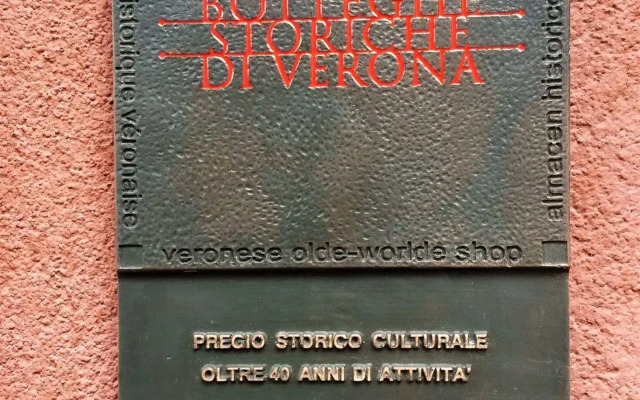 BOTTEGHE
STORICHE
DI VERONA
historique véronaise
almacen historico
veronese olde-worlde shop
PREGIO STORICO CULTURALE
OLTRE 40 ANNI DI ATTIVITA'